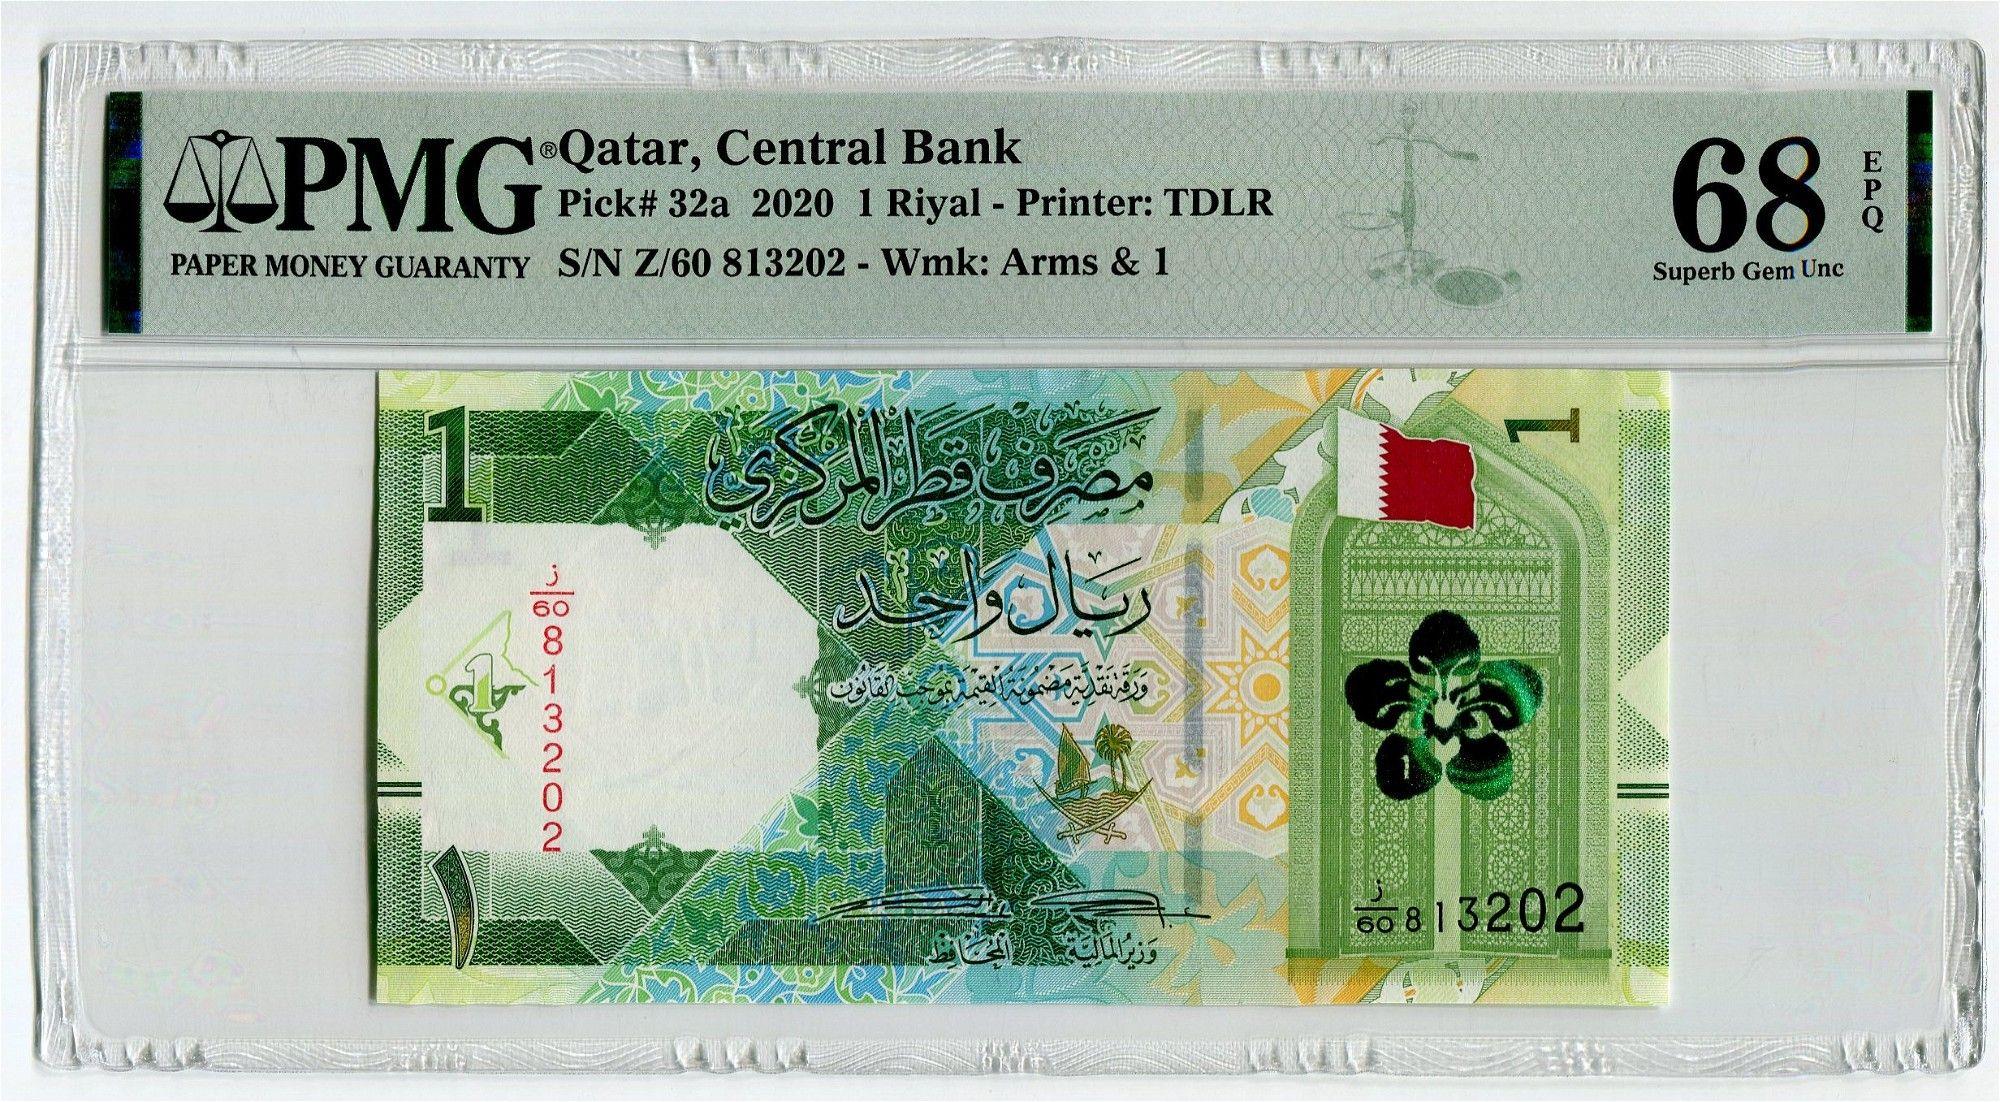 PMG®
PAPER MONEY GUARANTY
Qatar, Central Bank
Pick# 32a 2020 1 Riyal - Printer: TDLR
S/N Z/60 813202 - Wmk: Arms & 1
68
EPQ
Superb Gem Unc
1
مصرف قطر المركزي
1
ريال واحد
ز
60
813202
1
ورقة نقدية مضمونة القيمة بموجب القانون
١
وزير المالية
المحافظ
ز
60
813202